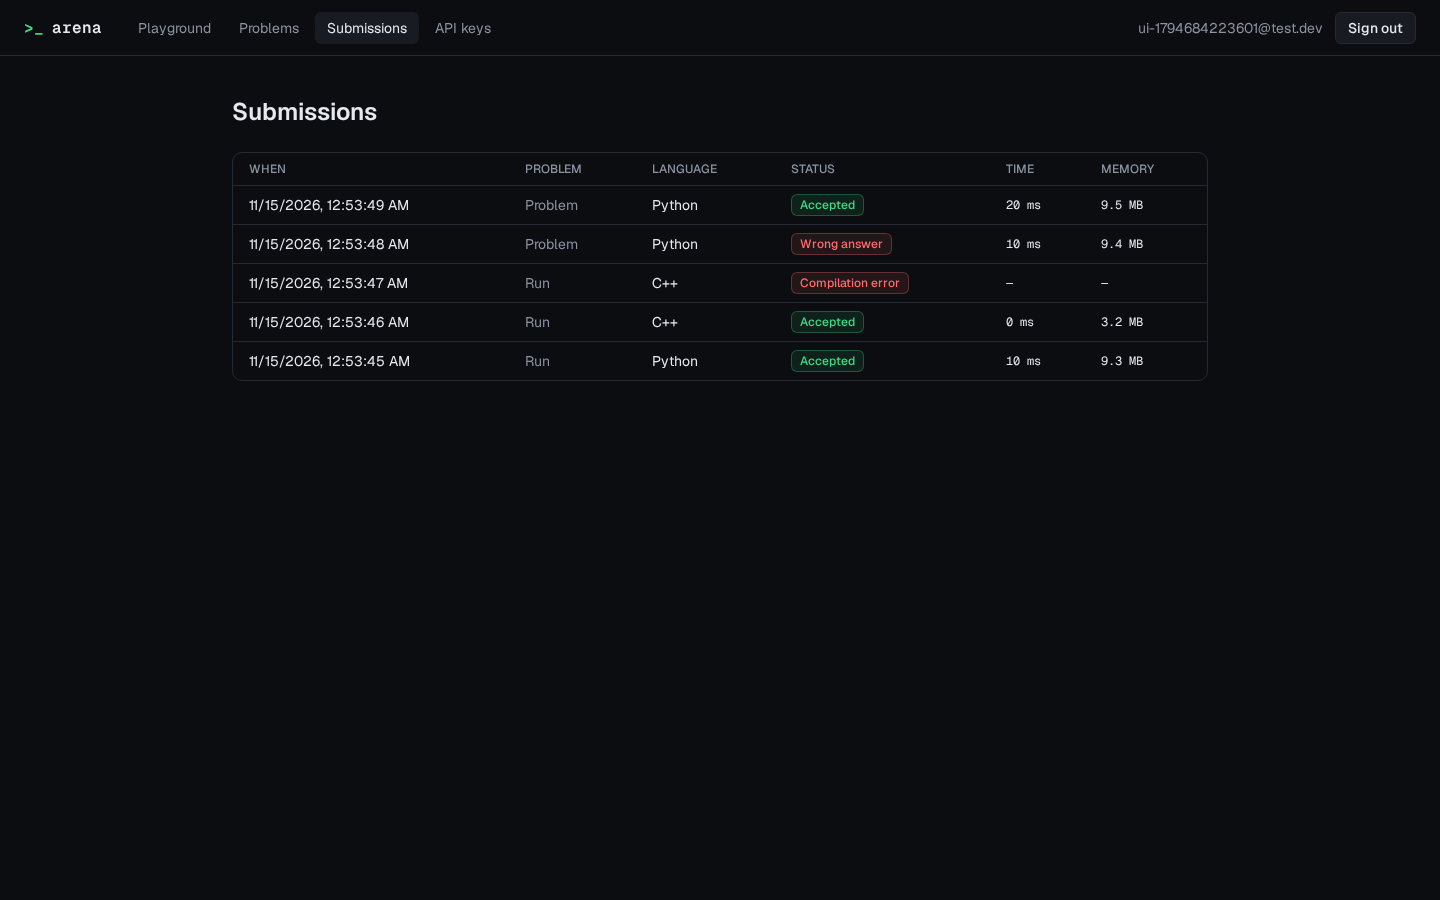 >_ arena Playground Problems Submissions API keys ui-1794684223601@test.dev Sign out
Submissions
WHEN PROBLEM LANGUAGE STATUS TIME MEMORY
11/15/2026, 12:53:49 AM Problem Python Accepted 20 ms 9.5 MB
11/15/2026, 12:53:48 AM Problem Python Wrong answer 10 ms 9.4 MB
11/15/2026, 12:53:47 AM Run C++ Compilation error – –
11/15/2026, 12:53:46 AM Run C++ Accepted 0 ms 3.2 MB
11/15/2026, 12:53:45 AM Run Python Accepted 10 ms 9.3 MB